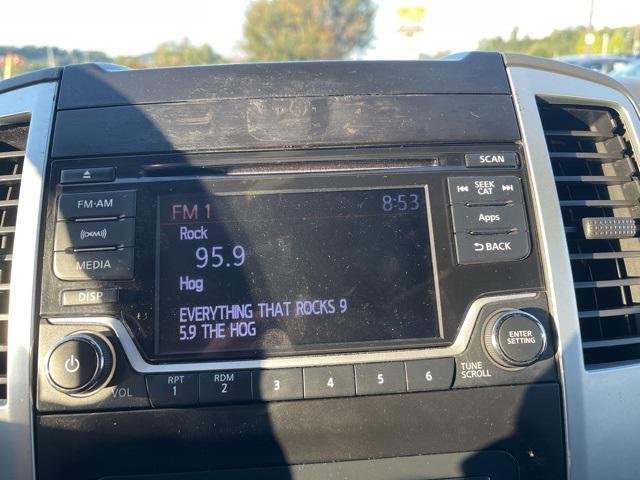 SCAN
FM·AM
MEDIA
DISP
VOL
FM 1
8:53
Rock
95.9
Hog
EVERYTHING THAT ROCKS 9
5.9 THE HOG
SEEK
CAT
Apps
BACK
ENTER
SETTING
TUNE
SCROLL
RPT
1
RDM
2
3
4
5
6